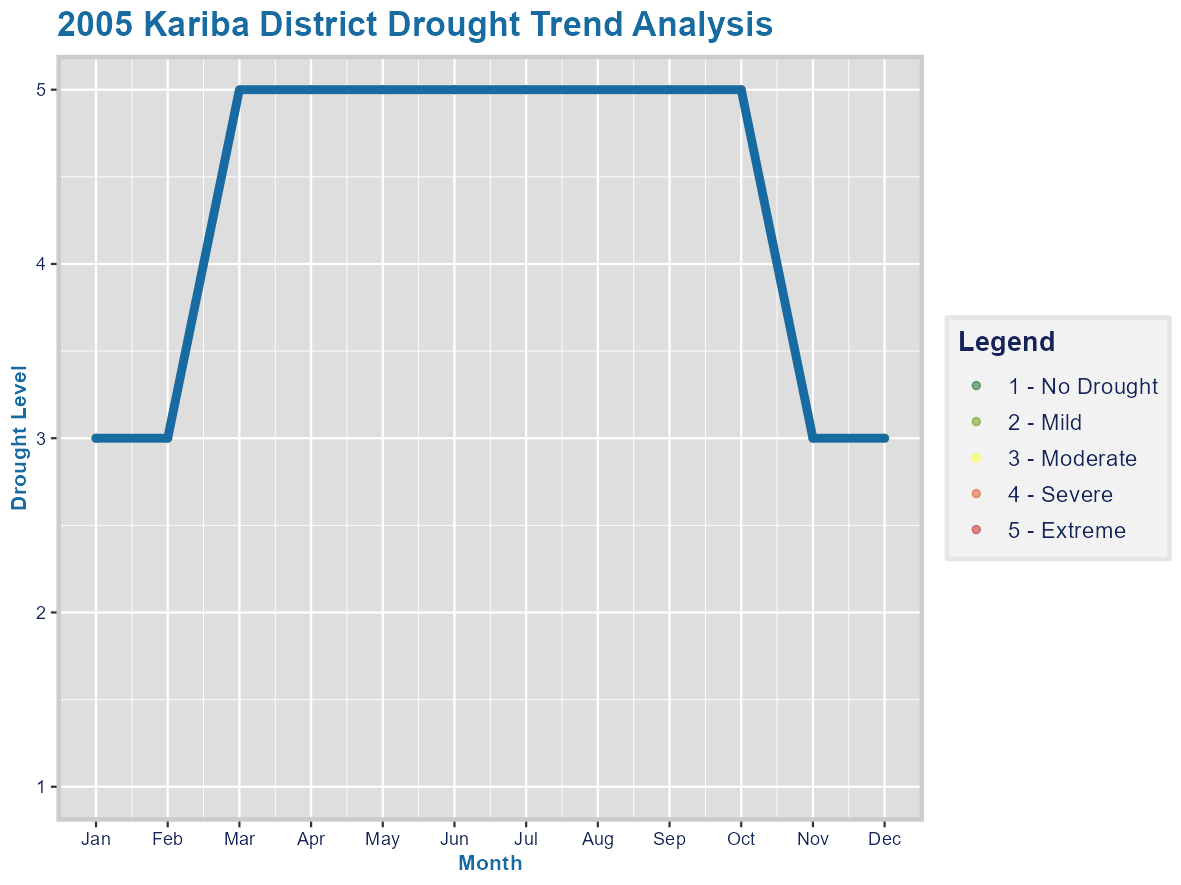 2005 Kariba District Drought Trend Analysis
5
4
3
2
1
Drought Level
Jan Feb Mar Apr May Jun Jul Aug Sep Oct Nov Dec
Month
Legend
1 - No Drought
2 - Mild
3 - Moderate
4 - Severe
5 - Extreme